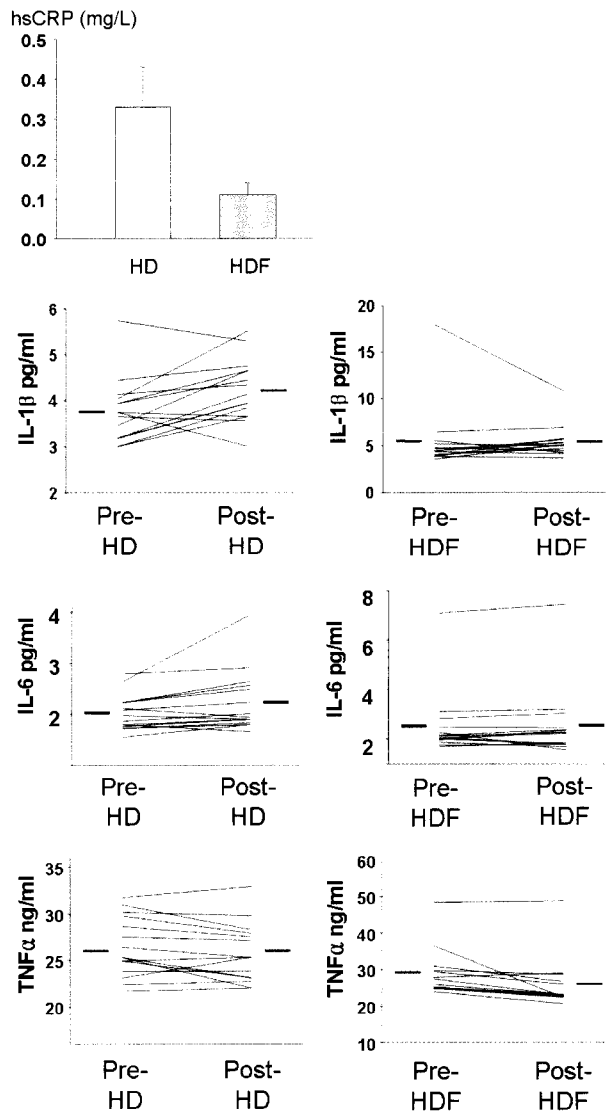 hsCRP (mg/L)
0.5
0.4
0.3
0.2
0.1
0.0
HD
HDF
IL-1β pg/ml
6
5
4
3
2
Pre-
HD
Post-
HD
IL-1β pg/ml
20
15
10
5
0
Pre-
HDF
Post-
HDF
IL-6 pg/ml
4
3
2
Pre-
HD
Post-
HD
IL-6 pg/ml
8
6
4
2
Pre-
HDF
Post-
HDF
TNFα ng/ml
35
30
25
20
Pre-
HD
Post-
HD
TNFα ng/ml
60
50
40
30
20
10
Pre-
HDF
Post-
HDF